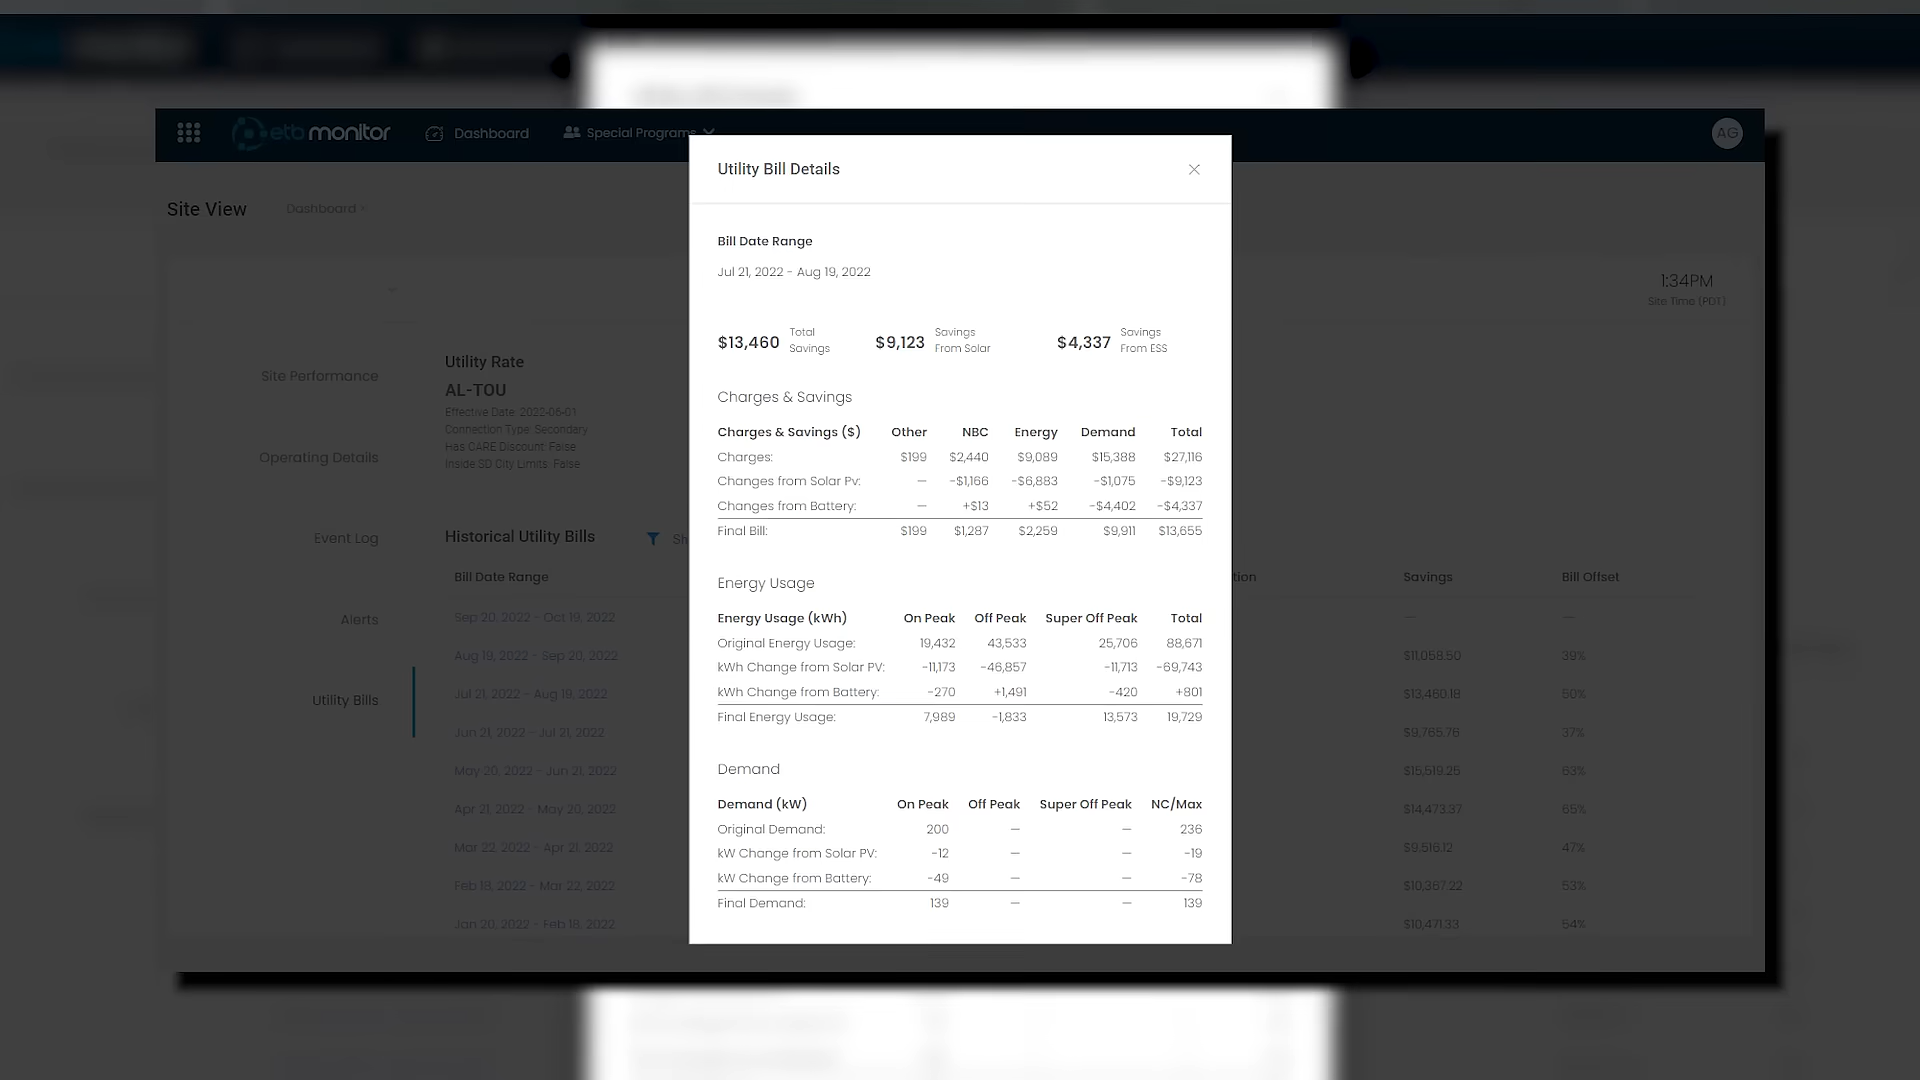 etb monitor Dashboard Special Programs AG
Site View Dashboard ›
1:34PM
Site Time (PDT)
Site Performance
Operating Details
Event Log
Alerts
Utility Bills
Utility Rate
AL-TOU
Effective Date: 2022-06-01
Connection Type: Secondary
Has CARE Discount: False
Inside SD City Limits: False
Historical Utility Bills
Bill Date Range Savings Bill Offset
Sep 20, 2022 - Oct 19, 2022 — —
Aug 19, 2022 - Sep 20, 2022 $11,058.50 39%
Jul 21, 2022 - Aug 19, 2022 $13,460.18 50%
Jun 21, 2022 - Jul 21, 2022 $9,765.76 37%
May 20, 2022 - Jun 21, 2022 $15,519.25 63%
Apr 21, 2022 - May 20, 2022 $14,473.37 65%
Mar 22, 2022 - Apr 21, 2022 $9,516.12 47%
Feb 18, 2022 - Mar 22, 2022 $10,367.22 53%
Jan 20, 2022 - Feb 18, 2022 $10,471.33 54%
Utility Bill Details
Bill Date Range
Jul 21, 2022 - Aug 19, 2022
$13,460 Total Savings $9,123 Savings From Solar $4,337 Savings From ESS
Charges & Savings
Charges & Savings ($) Other NBC Energy Demand Total
Charges: $199 $2,440 $9,089 $15,388 $27,116
Changes from Solar Pv: — -$1,166 -$6,883 -$1,075 -$9,123
Changes from Battery: — +$13 +$52 -$4,402 -$4,337
Final Bill: $199 $1,287 $2,259 $9,911 $13,655
Energy Usage
Energy Usage (kWh) On Peak Off Peak Super Off Peak Total
Original Energy Usage: 19,432 43,533 25,706 88,671
kWh Change from Solar PV: -11,173 -46,857 -11,713 -69,743
kWh Change from Battery: -270 +1,491 -420 +801
Final Energy Usage: 7,989 -1,833 13,573 19,729
Demand
Demand (kW) On Peak Off Peak Super Off Peak NC/Max
Original Demand: 200 — — 236
kW Change from Solar PV: -12 — — -19
kW Change from Battery: -49 — — -78
Final Demand: 139 — — 139